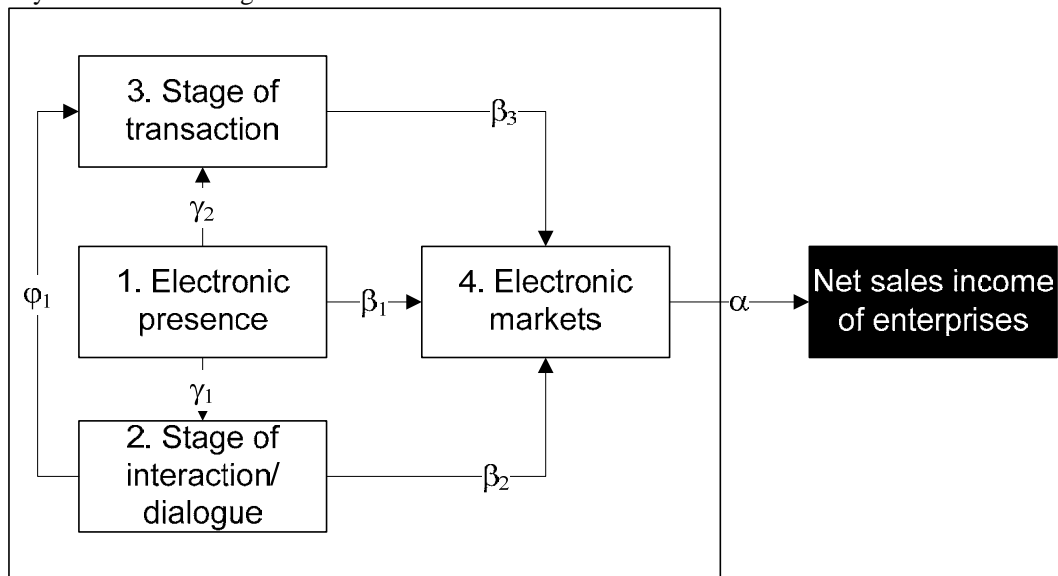 3. Stage of
transaction
β₃
γ₂
φ₁
1. Electronic
presence
β₁
4. Electronic
markets
α
Net sales income
of enterprises
γ₁
2. Stage of
interaction/
dialogue
β₂